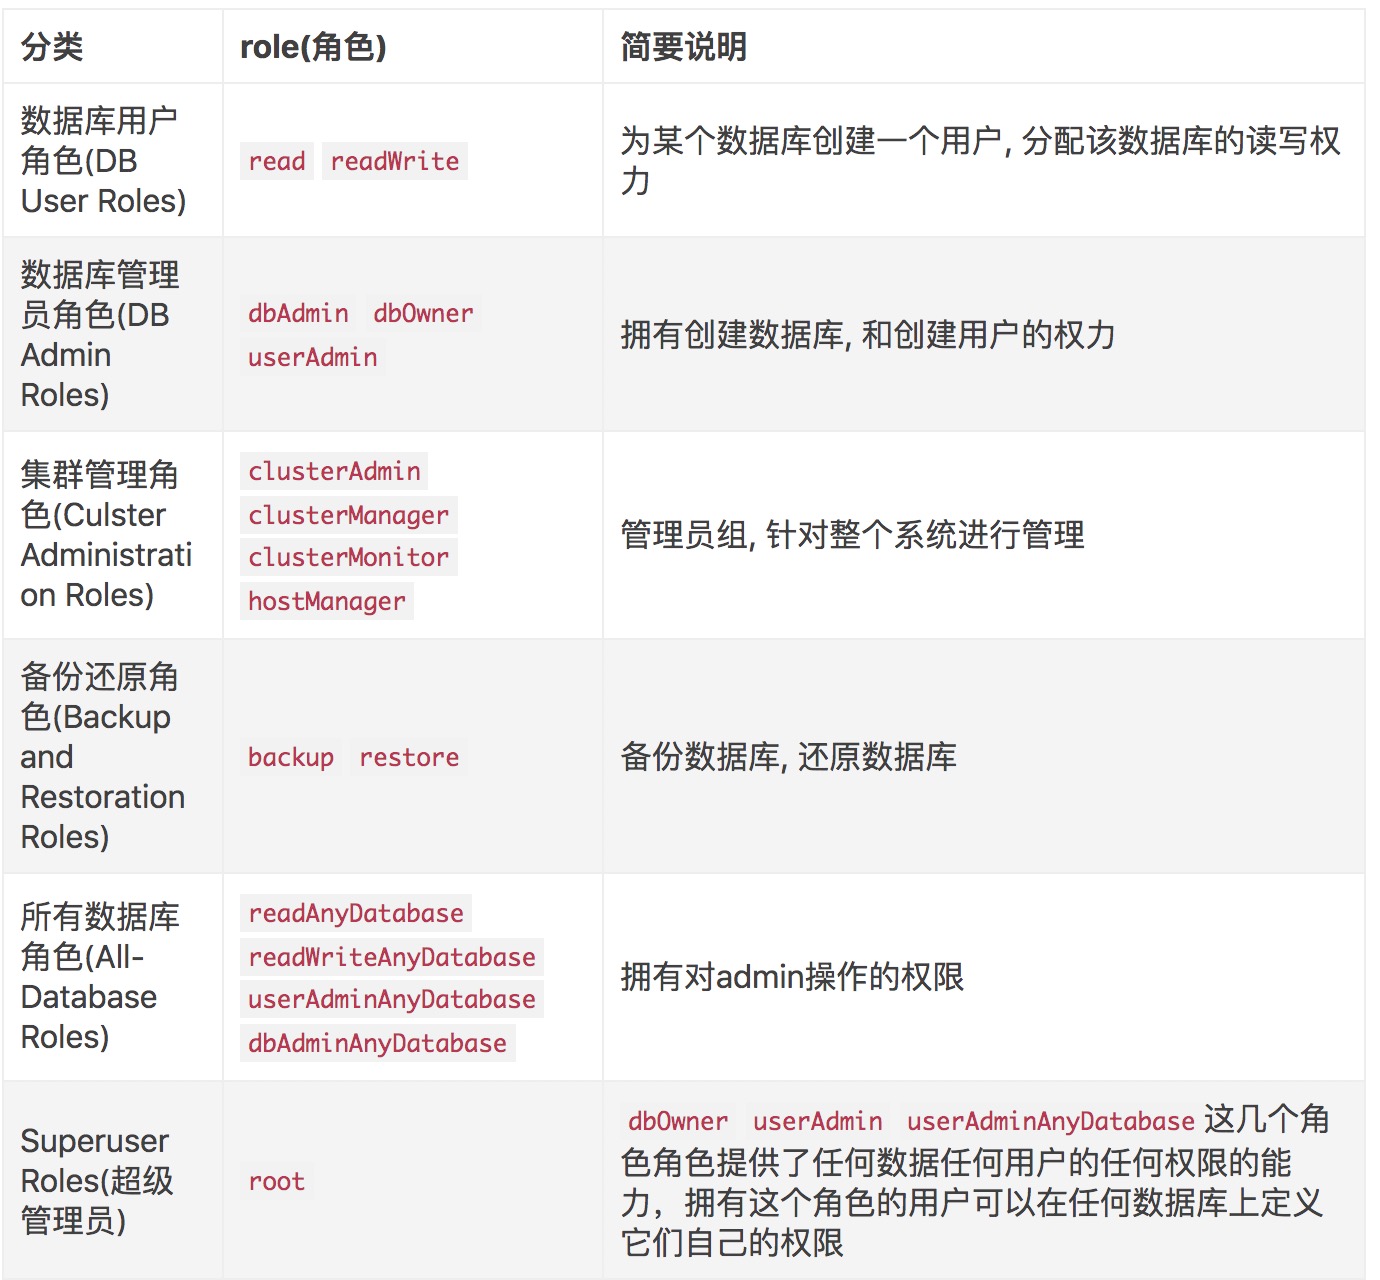 分类
role(角色)
简要说明
数据库用户
角色(DB
User Roles)
read readWrite
为某个数据库创建一个用户, 分配该数据库的读写权
力
数据库管理
员角色(DB
Admin
Roles)
dbAdmin dbOwner
userAdmin
拥有创建数据库, 和创建用户的权力
集群管理角
色(Culster
Administrati
on Roles)
clusterAdmin
clusterManager
clusterMonitor
hostManager
管理员组, 针对整个系统进行管理
备份还原角
色(Backup
and
Restoration
Roles)
backup restore
备份数据库, 还原数据库
所有数据库
角色(All-
Database
Roles)
readAnyDatabase
readWriteAnyDatabase
userAdminAnyDatabase
dbAdminAnyDatabase
拥有对admin操作的权限
Superuser
Roles(超级
管理员)
root
dbOwner userAdmin userAdminAnyDatabase 这几个角
色角色提供了任何数据任何用户的任何权限的能
力，拥有这个角色的用户可以在任何数据库上定义
它们自己的权限